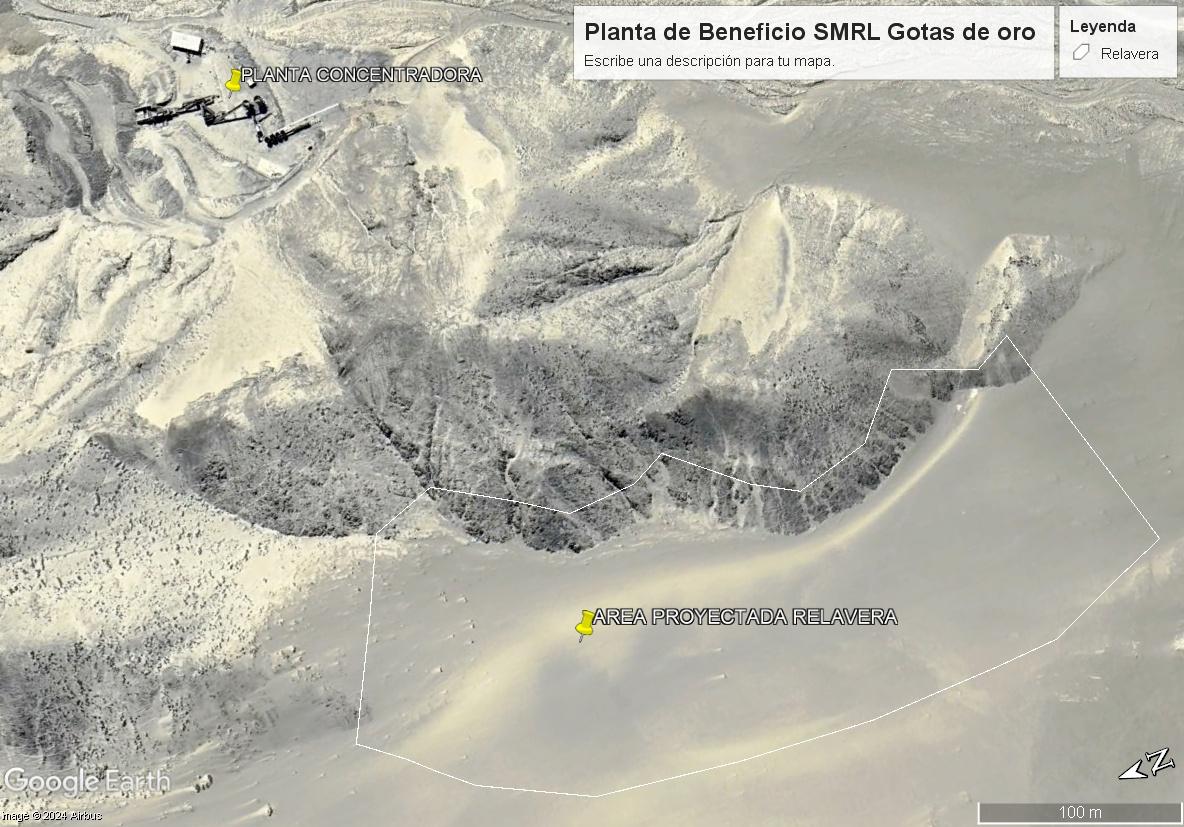 Planta de Beneficio SMRL Gotas de oro
Escribe una descripción para tu mapa.
Leyenda
Relavera
PLANTA CONCENTRADORA
AREA PROYECTADA RELAVERA
N
Google Earth
mage © 2024 Airbus
100 m